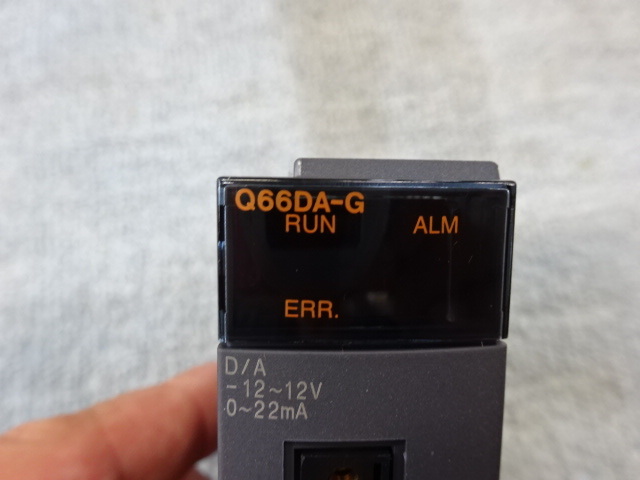 Q66DA-G
RUN ALM
ERR.
D/A
-12~12V
0~22mA